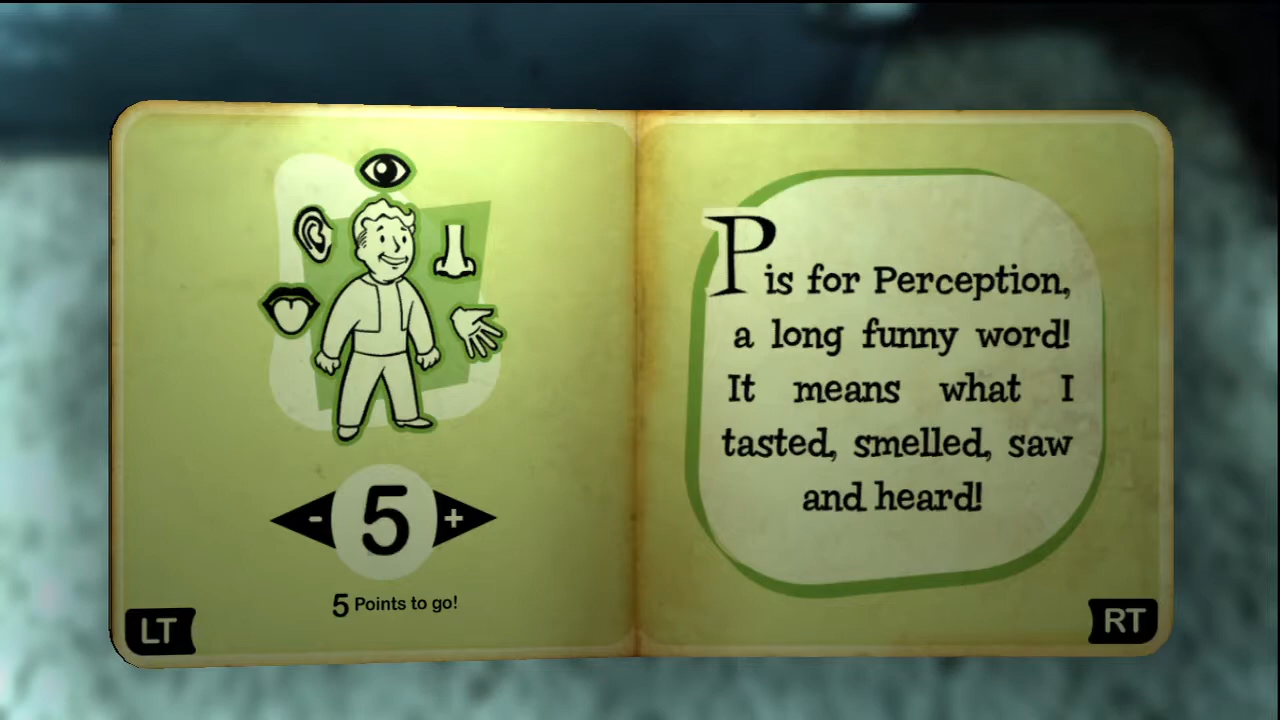 - 5 +
5 Points to go!
LT
P is for Perception,
a long funny word!
It means what I
tasted, smelled, saw
and heard!
RT